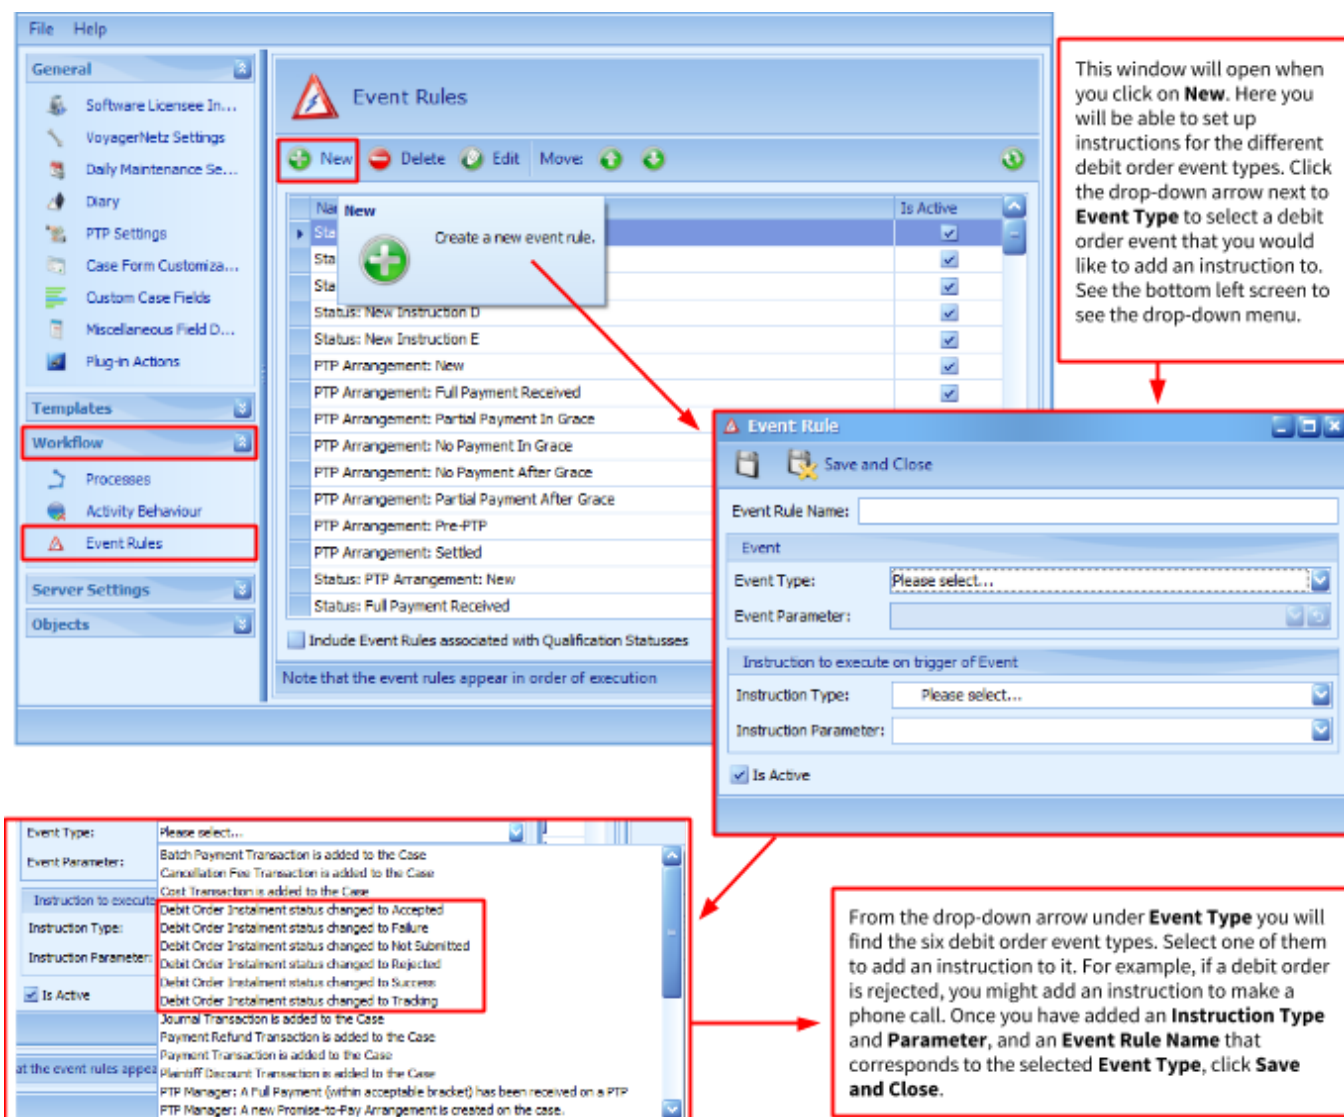 File Help
General
Software Licensee In...
VoyagerNetz Settings
Daily Maintenance Se...
Diary
PTP Settings
Case Form Customiza...
Custom Case Fields
Miscellaneous Field D...
Plug-in Actions
Templates
Workflow
Processes
Activity Behaviour
Event Rules
Server Settings
Objects
Event Rules
New Delete Edit Move:
Na Is Active
New
Create a new event rule.
Sta
Sta
Sta
Status: New Instruction D
Status: New Instruction E
PTP Arrangement: New
PTP Arrangement: Full Payment Received
PTP Arrangement: Partial Payment In Grace
PTP Arrangement: No Payment In Grace
PTP Arrangement: No Payment After Grace
PTP Arrangement: Partial Payment After Grace
PTP Arrangement: Pre-PTP
PTP Arrangement: Settled
Status: PTP Arrangement: New
Status: Full Payment Received
Include Event Rules associated with Qualification Statusses
Note that the event rules appear in order of execution
This window will open when
you click on New. Here you
will be able to set up
instructions for the different
debit order event types. Click
the drop-down arrow next to
Event Type to select a debit
order event that you would
like to add an instruction to.
See the bottom left screen to
see the drop-down menu.
Event Rule
Save and Close
Event Rule Name:
Event
Event Type: Please select...
Event Parameter:
Instruction to execute on trigger of Event
Instruction Type: Please select...
Instruction Parameter:
Is Active
Event Type: Please select...
Event Parameter:
Instruction to execute
Instruction Type:
Instruction Parameter:
Is Active
at the event rules appea
Batch Payment Transaction is added to the Case
Cancellation Fee Transaction is added to the Case
Cost Transaction is added to the Case
Debit Order Instalment status changed to Accepted
Debit Order Instalment status changed to Failure
Debit Order Instalment status changed to Not Submitted
Debit Order Instalment status changed to Rejected
Debit Order Instalment status changed to Success
Debit Order Instalment status changed to Tracking
Journal Transaction is added to the Case
Payment Refund Transaction is added to the Case
Payment Transaction is added to the Case
Plaintiff Discount Transaction is added to the Case
PTP Manager: A Full Payment (within acceptable bracket) has been received on a PTP
PTP Manager: A new Promise-to-Pay Arrangement is created on the case.
From the drop-down arrow under Event Type you will
find the six debit order event types. Select one of them
to add an instruction to it. For example, if a debit order
is rejected, you might add an instruction to make a
phone call. Once you have added an Instruction Type
and Parameter, and an Event Rule Name that
corresponds to the selected Event Type, click Save
and Close.